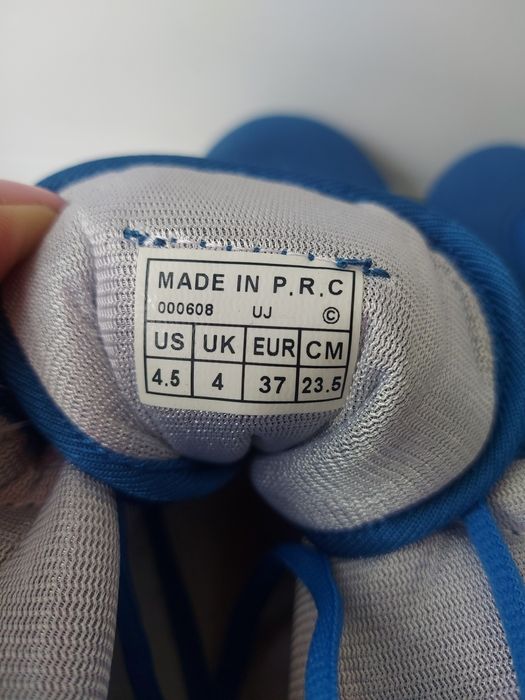 MADE IN P.R.C
000608 UJ ©
US UK EUR CM
4.5 4 37 23.5